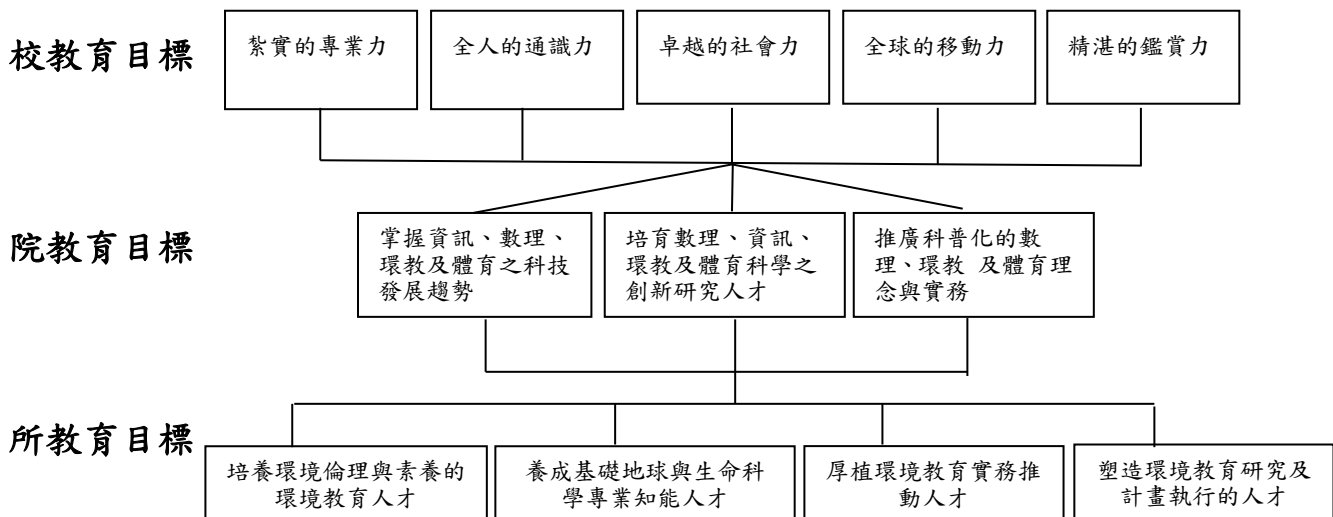 校教育目標
紮實的專業力
全人的通識力
卓越的社會力
全球的移動力
精湛的鑑賞力
院教育目標
掌握資訊、數理、
環教及體育之科技
發展趨勢
培育數理、資訊、
環教及體育科學之
創新研究人才
推廣科普化的數
理、環教 及體育理
念與實務
所教育目標
培養環境倫理與素養的
環境教育人才
養成基礎地球與生命科
學專業知能人才
厚植環境教育實務推
動人才
塑造環境教育研究及
計畫執行的人才